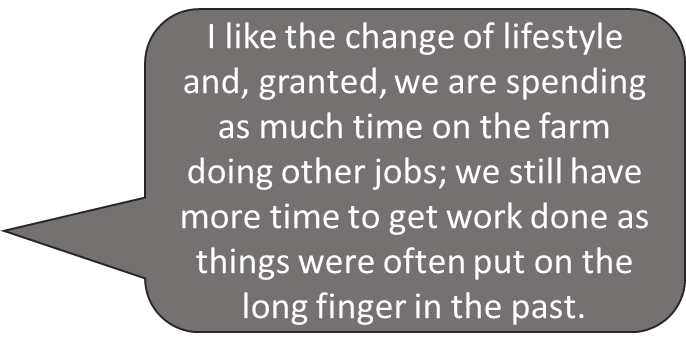 I like the change of lifestyle
and, granted, we are spending
as much time on the farm
doing other jobs; we still have
more time to get work done as
things were often put on the
long finger in the past.